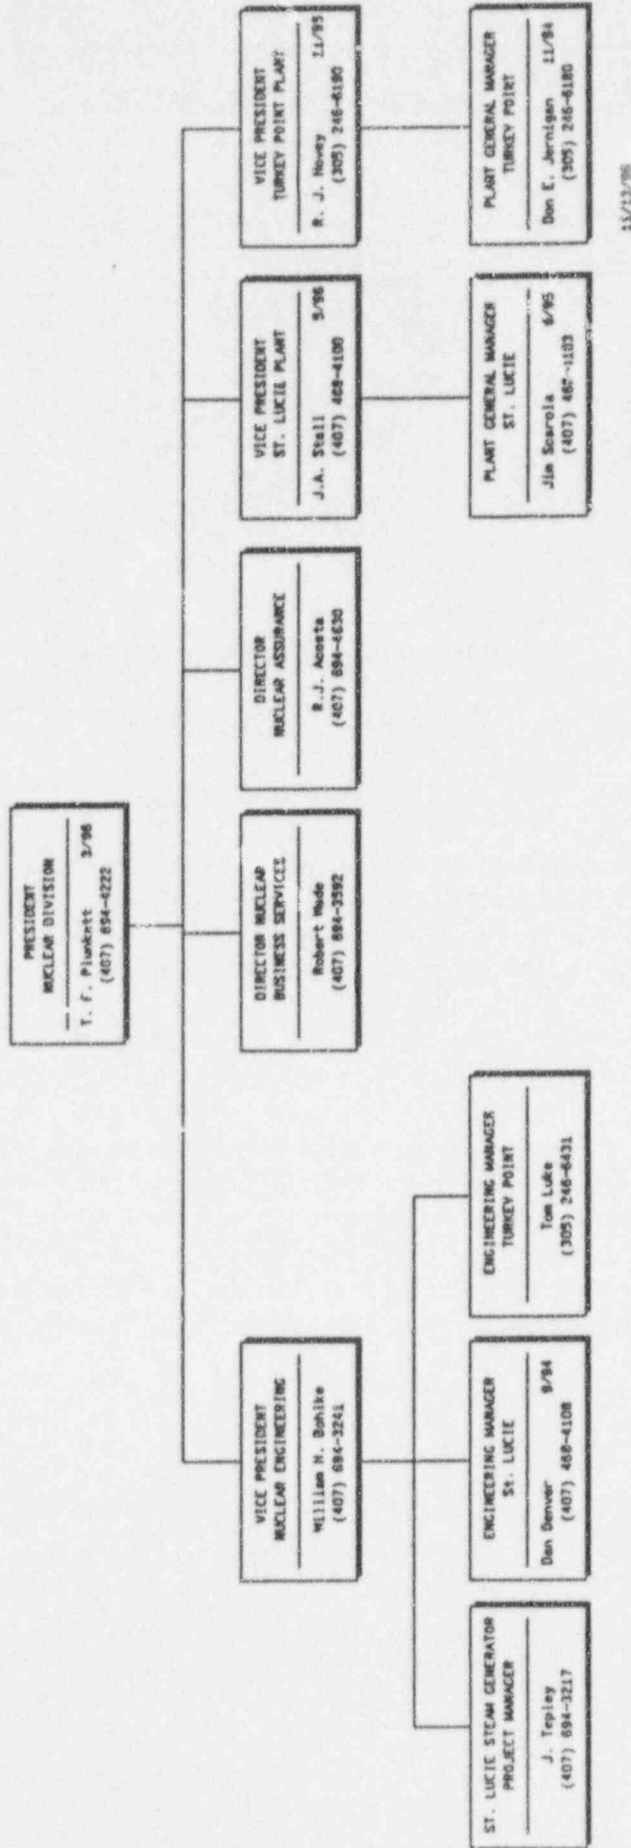 PRESIDENT
NUCLEAR DIVISION
T. F. Plunkett 3/96
(407) 694-4222
VICE PRESIDENT
NUCLEAR ENGINEERING
William H. Bohlke
(407) 694-3241
DIRECTOR NUCLEAR
BUSINESS SERVICES
Robert
(407) 694-3592
DIRECTOR
NUCLEAR ASSURANCE
R.J. Acosta
(407) 694-4630
VICE PRESIDENT
ST. LUCIE PLANT
J.A. Stall 5/96
(407) 468-4100
VICE PRESIDENT
TURKEY POINT PLANT
R. J. Hovey 11/95
(305) 246-6190
ST. LUCIE STEAM GENERATOR
PROJECT MANAGER
J. Tepley
(407) 694-3217
ENGINEERING MANAGER
St. LUCIE
Dan Denver 9/94
(407) 468-4108
ENGINEERING MANAGER
TURKEY POINT
Tom Luke
(305) 246-6431
PLANT GENERAL MANAGER
ST. LUCIE
Jim Scarola 6/95
(407)
PLANT GENERAL MANAGER
TURKEY POINT
Don E. Jernigan 11/94
(305) 246-6180